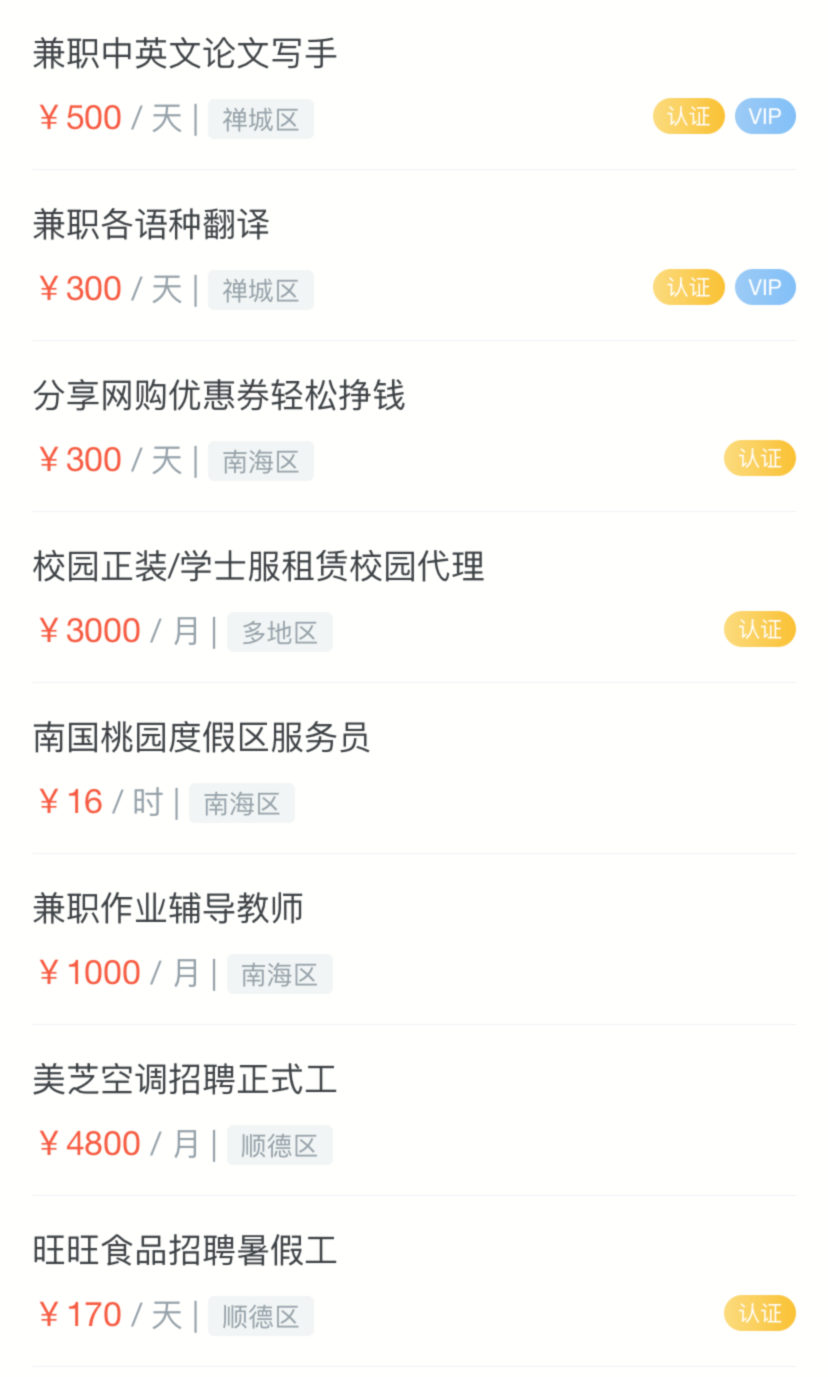 兼职中英文论文写手
￥500 / 天 | 禅城区 认证 VIP
兼职各语种翻译
￥300 / 天 | 禅城区 认证 VIP
分享网购优惠券轻松挣钱
￥300 / 天 | 南海区 认证
校园正装/学士服租赁校园代理
￥3000 / 月 | 多地区 认证
南国桃园度假区服务员
￥16 / 时 | 南海区
兼职作业辅导教师
￥1000 / 月 | 南海区
美芝空调招聘正式工
￥4800 / 月 | 顺德区
旺旺食品招聘暑假工
￥170 / 天 | 顺德区 认证